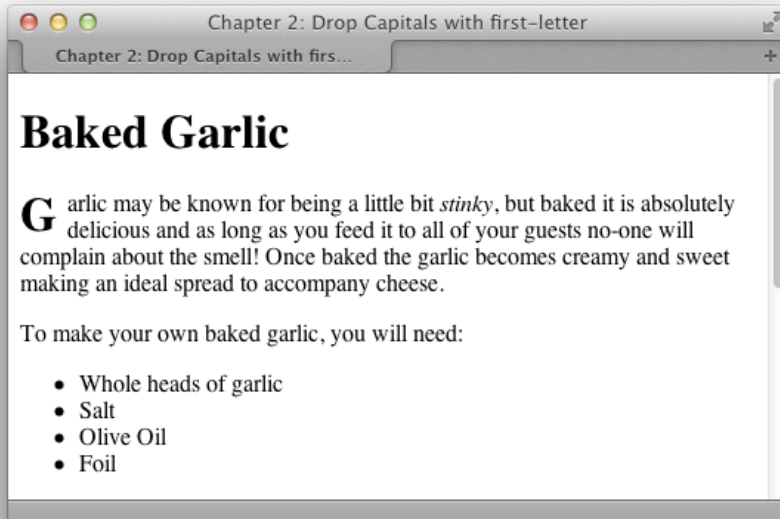 Chapter 2: Drop Capitals with first-letter
Chapter 2: Drop Capitals with firs...
Baked Garlic
Garlic may be known for being a little bit stinky, but baked it is absolutely
delicious and as long as you feed it to all of your guests no-one will
complain about the smell! Once baked the garlic becomes creamy and sweet
making an ideal spread to accompany cheese.
To make your own baked garlic, you will need:
• Whole heads of garlic
• Salt
• Olive Oil
• Foil